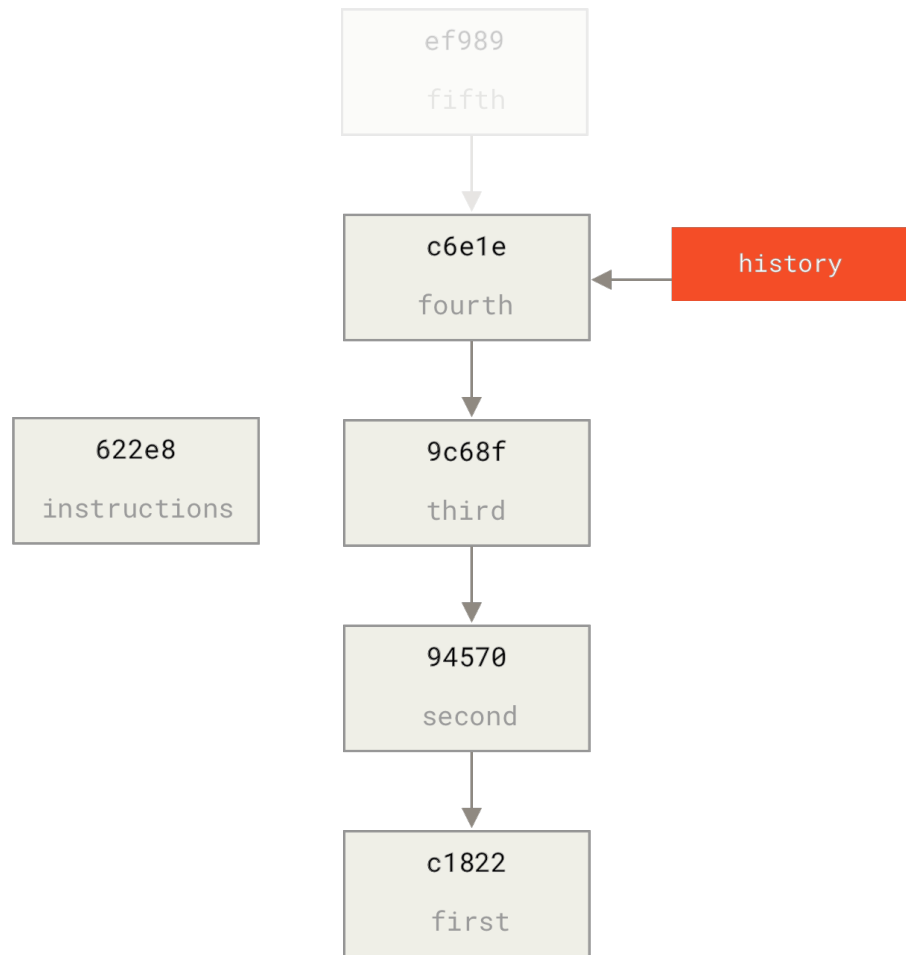 ef989
fifth
c6e1e
fourth
history
622e8
instructions
9c68f
third
94570
second
c1822
first